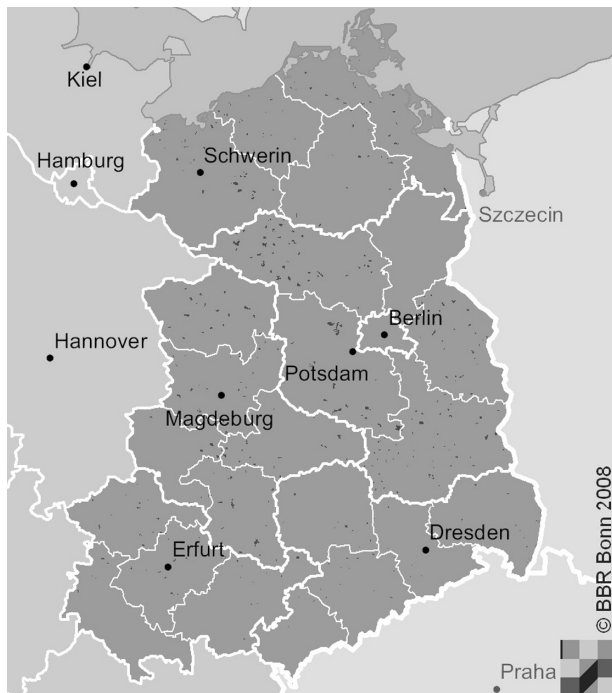 Kiel
Hamburg
Schwerin
Szczecin
Hannover
Berlin
Potsdam
Magdeburg
Erfurt
Dresden
© BBR Bonn 2008
Praha